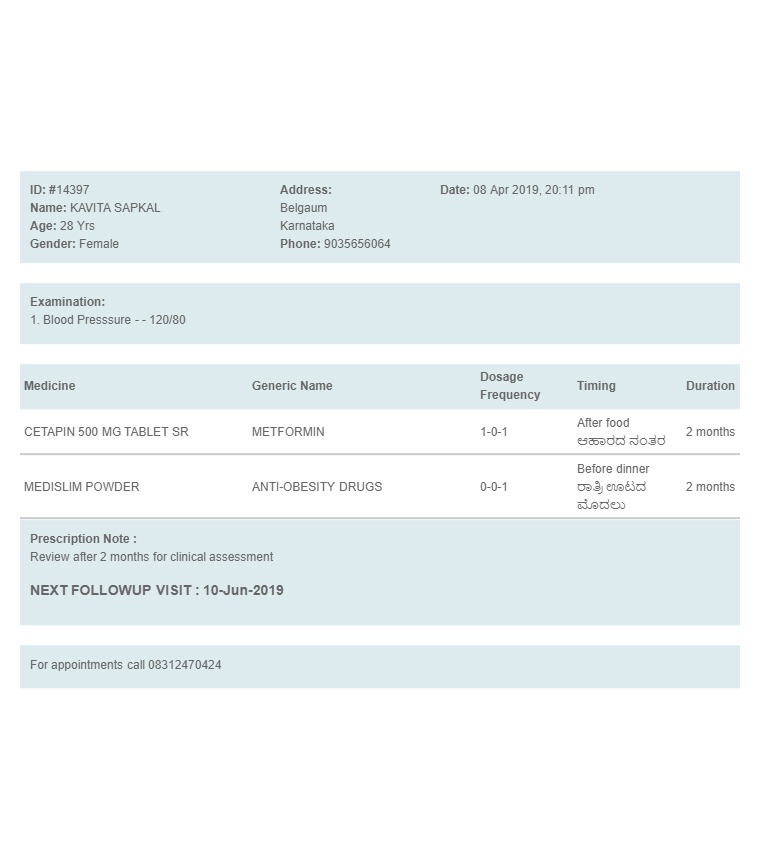 ID: #14397
Name: KAVITA SAPKAL
Age: 28 Yrs
Gender: Female
Address:
Belgaum
Karnataka
Phone: 9035656064
Date: 08 Apr 2019, 20:11 pm
Examination:
1. Blood Presssure - - 120/80
Medicine Generic Name Dosage Frequency Timing Duration
CETAPIN 500 MG TABLET SR METFORMIN 1-0-1 After food ಆಹಾರದ ನಂತರ 2 months
MEDISLIM POWDER ANTI-OBESITY DRUGS 0-0-1 Before dinner ರಾತ್ರಿ ಊಟದ ಮೊದಲು 2 months
Prescription Note :
Review after 2 months for clinical assessment
NEXT FOLLOWUP VISIT : 10-Jun-2019
For appointments call 08312470424